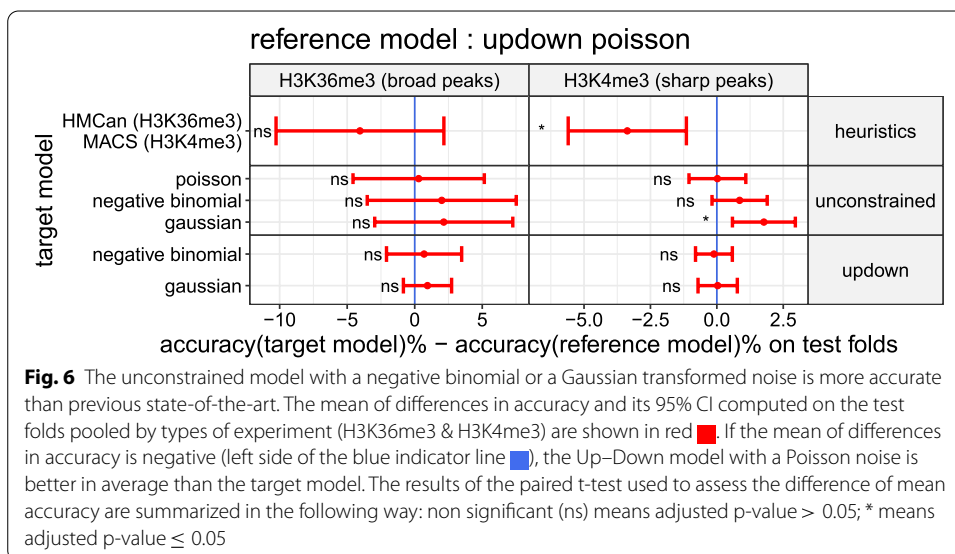 reference model : updown poisson
H3K36me3 (broad peaks) H3K4me3 (sharp peaks)
target model
HMCan (H3K36me3)
MACS (H3K4me3)
ns * heuristics
poisson ns ns
negative binomial ns ns unconstrained
gaussian ns *
negative binomial ns ns
updown
gaussian ns ns
−10 −5 0 5 −5.0 −2.5 0.0 2.5
accuracy(target model)% − accuracy(reference model)% on test folds
Fig. 6 The unconstrained model with a negative binomial or a Gaussian transformed noise is more accurate
than previous state-of-the-art. The mean of differences in accuracy and its 95% CI computed on the test
folds pooled by types of experiment (H3K36me3 & H3K4me3) are shown in red . If the mean of differences
in accuracy is negative (left side of the blue indicator line ), the Up–Down model with a Poisson noise is
better in average than the target model. The results of the paired t-test used to assess the difference of mean
accuracy are summarized in the following way: non significant (ns) means adjusted p-value > 0.05; * means
adjusted p-value ≤ 0.05